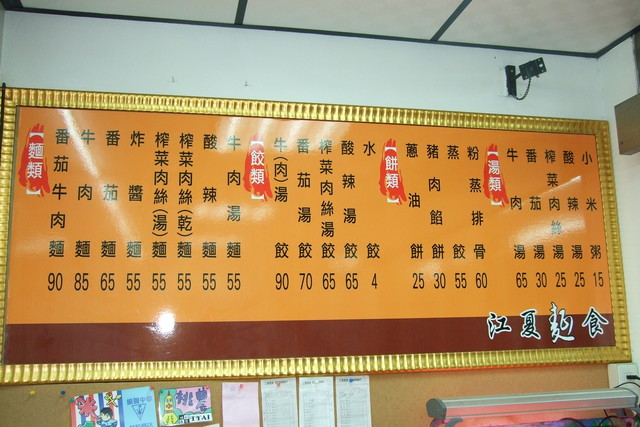 【麵類】
番茄牛肉麵 90
牛肉麵 85
番茄麵 65
炸醬麵 55
榨菜肉絲(湯)麵 55
榨菜肉絲(乾)麵 55
酸辣麵 55
牛肉湯麵 55
【餃類】
牛(肉)湯餃 90
番茄湯餃 70
榨菜肉絲湯餃 65
酸辣湯餃 65
水餃 4
【餅類】
蔥油餅 25
豬肉餡餅 30
蒸餃 55
粉蒸排骨 60
【湯類】
牛肉湯 65
番茄湯 30
榨菜肉絲湯 25
酸辣湯 25
小米粥 15
江夏麵食